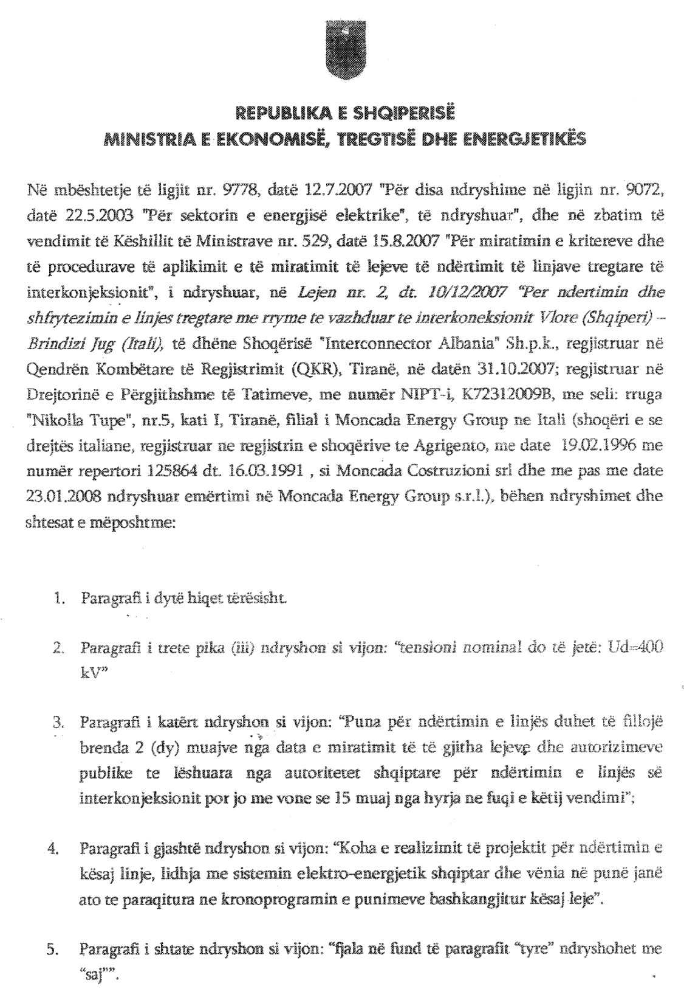 REPUBLIKA E SHQIPERISË
MINISTRIA E EKONOMISË, TREGTISË DHE ENERGJETIKËS
Në mbështetje të ligjit nr. 9778, datë 12.7.2007 "Për disa ndryshime në ligjin nr. 9072,
datë 22.5.2003 "Për sektorin e energjisë elektrike", të ndryshuar", dhe në zbatim të
vendimit të Këshillit të Ministrave nr. 529, datë 15.8.2007 "Për miratimin e kritereve dhe
të procedurave të aplikimit e të miratimit të lejeve të ndërtimit të linjave tregtare të
interkonjeksionit", i ndryshuar, në Lejen nr. 2, dt. 10/12/2007 "Per ndertimin dhe
shfrytezimin e linjes tregtare me rryme te vazhduar te interkoneksionit Vlore (Shqiperi) –
Brindizi Jug (Itali), të dhëne Shoqërisë "Interconnector Albania" Sh.p.k., regjistruar në
Qendrën Kombëtare të Regjistrimit (QKR), Tiranë, në datën 31.10.2007; regjistruar në
Drejtorinë e Përgjithshme të Tatimeve, me numër NIPT-i, K72312009B, me seli: rruga
"Nikolla Tupe", nr.5, kati I, Tiranë, filial i Moncada Energy Group ne Itali (shoqëri e se
drejtës italiane, regjistruar ne regjistrin e shoqërive te Agrigento, me date 19.02.1996 me
numër repertori 125864 dt. 16.03.1991 , si Moncada Costruzioni srl dhe me pas me date
23.01.2008 ndryshuar emërtimi në Moncada Energy Group s.r.l.), bëhen ndryshimet dhe
shtesat e mëposhtme:
1. Paragrafi i dytë hiqet tërësisht.
2. Paragrafi i trete pika (iii) ndryshon si vijon: “tensioni nominal do të jetë: Ud=400
kV”
3. Paragrafi i katërt ndryshon si vijon: “Puna për ndërtimin e linjës duhet të fillojë
brenda 2 (dy) muajve nga data e miratimit të të gjitha lejeve dhe autorizimeve
publike te lëshuara nga autoritetet shqiptare për ndërtimin e linjës së
interkonjeksionit por jo me vone se 15 muaj nga hyrja ne fuqi e këtij vendimi”;
4. Paragrafi i gjashtë ndryshon si vijon: “Koha e realizimit të projektit për ndërtimin e
kësaj linje, lidhja me sistemin elektro-energjetik shqiptar dhe vënia në punë janë
ato te paraqitura ne kronoprogramin e punimeve bashkangjitur kësaj leje”.
5. Paragrafi i shtate ndryshon si vijon: “fjala në fund të paragrafit “tyre” ndryshohet me
“saj””.